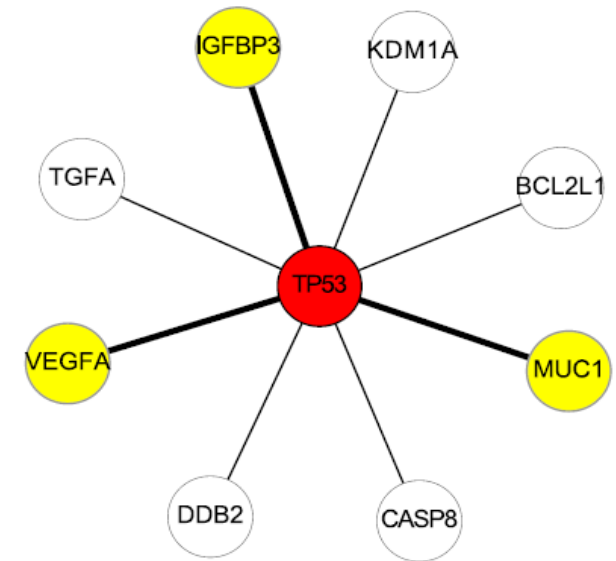 IGFBP3
KDM1A
TGFA
BCL2L1
TP53
VEGFA
MUC1
DDB2
CASP8